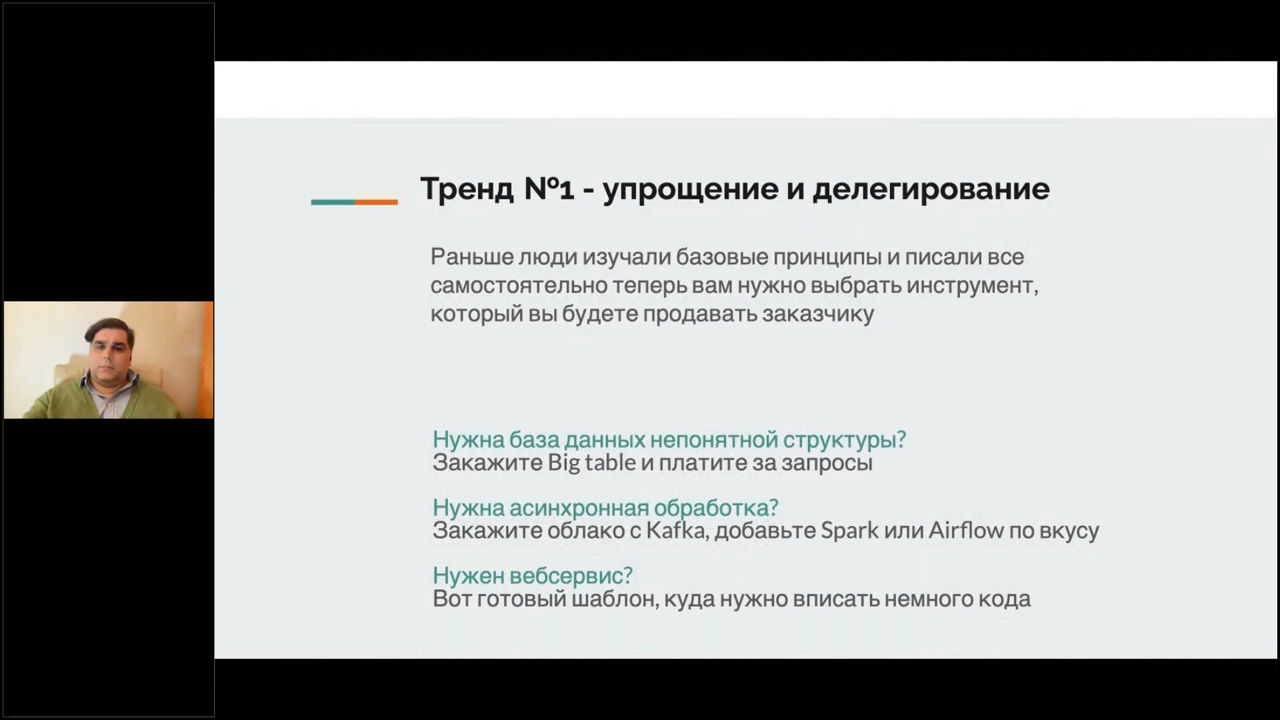 Тренд №1 - упрощение и делегирование
Раньше люди изучали базовые принципы и писали все
самостоятельно теперь вам нужно выбрать инструмент,
который вы будете продавать заказчику
Нужна база данных непонятной структуры?
Закажите Big table и платите за запросы
Нужна асинхронная обработка?
Закажите облако с Kafka, добавьте Spark или Airflow по вкусу
Нужен вебсервис?
Вот готовый шаблон, куда нужно вписать немного кода